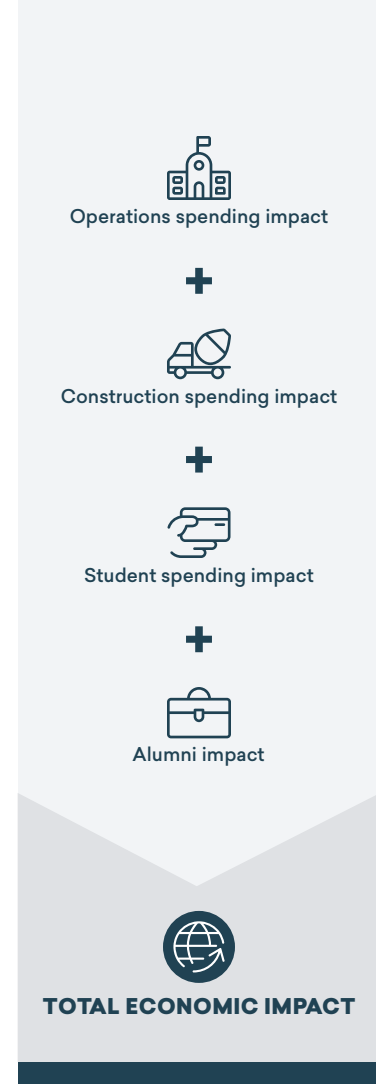 Operations spending impact
+
Construction spending impact
+
Student spending impact
+
Alumni impact
TOTAL ECONOMIC IMPACT